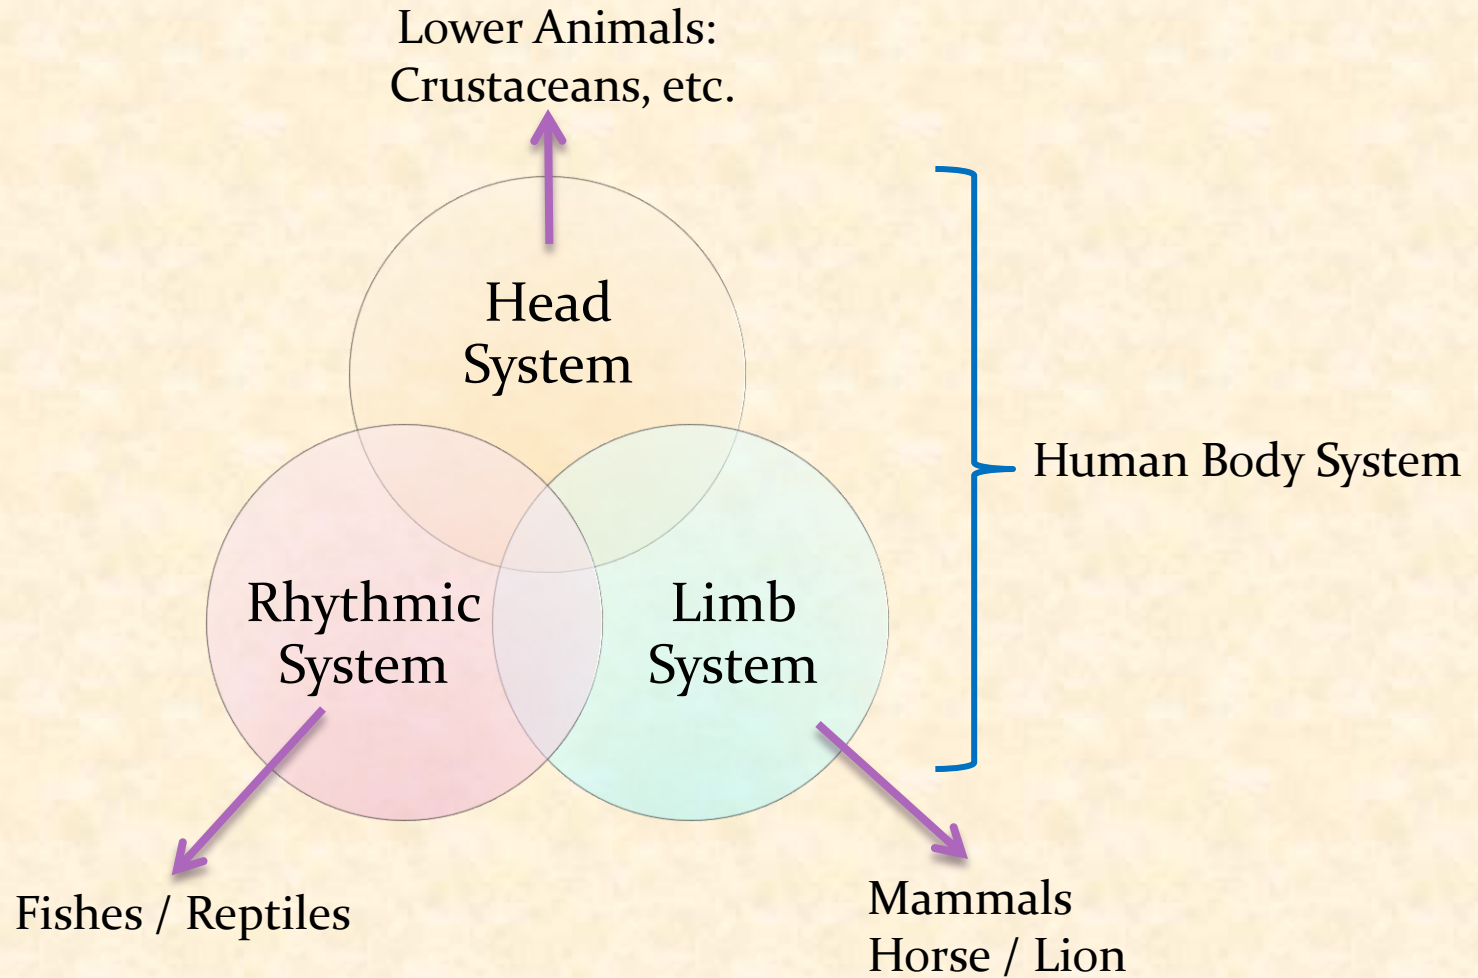 Lower Animals:
Crustaceans, etc.
Head
System
Human Body System
Rhythmic
System
Limb
System
Fishes / Reptiles
Mammals
Horse / Lion